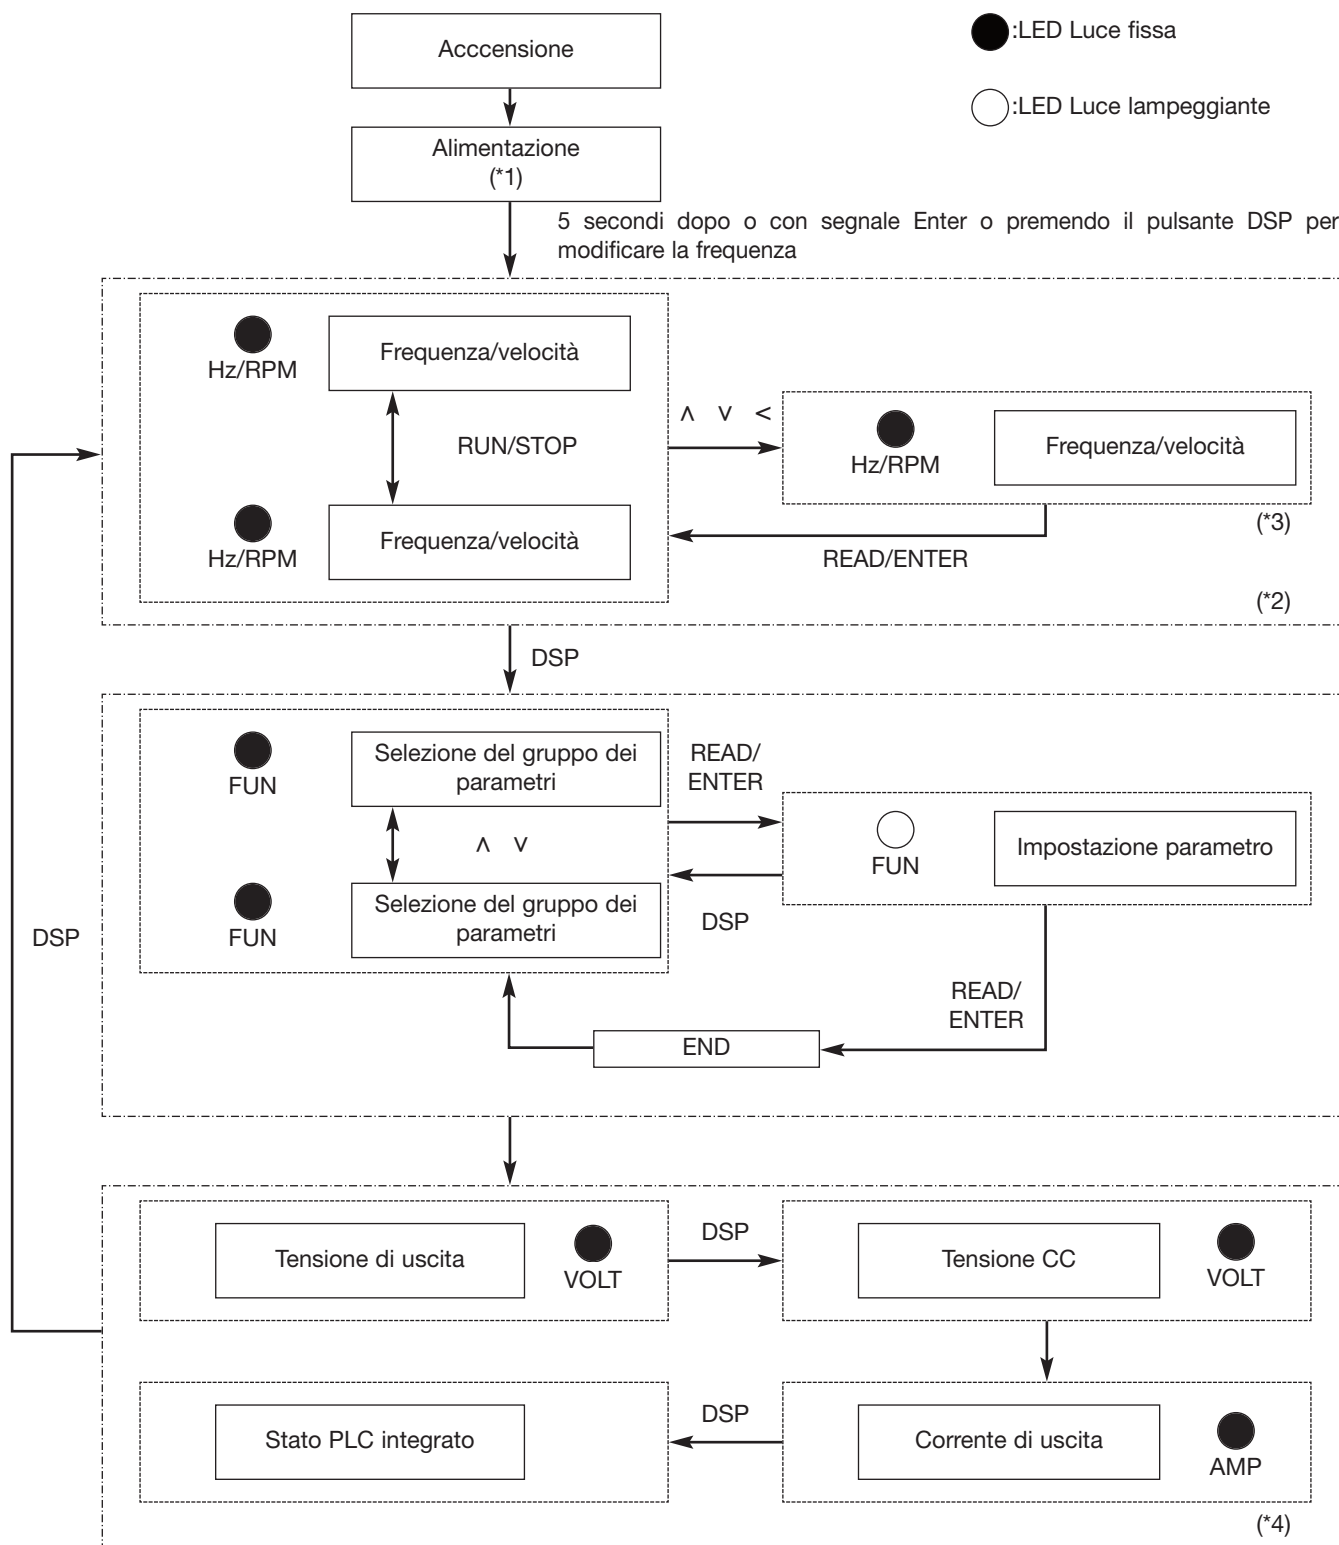 Acccensione
:LED Luce fissa
:LED Luce lampeggiante
Alimentazione
(*1)
5 secondi dopo o con segnale Enter o premendo il pulsante DSP per
modificare la frequenza
Hz/RPM
Frequenza/velocità
RUN/STOP
Hz/RPM
Frequenza/velocità
∧ ∨ <
Hz/RPM
Frequenza/velocità
(*3)
READ/ENTER
(*2)
DSP
FUN
Selezione del gruppo dei
parametri
∧ ∨
FUN
Selezione del gruppo dei
parametri
READ/
ENTER
FUN
Impostazione parametro
DSP
READ/
ENTER
END
DSP
Tensione di uscita
VOLT
DSP
Tensione CC
VOLT
Stato PLC integrato
DSP
Corrente di uscita
AMP
(*4)